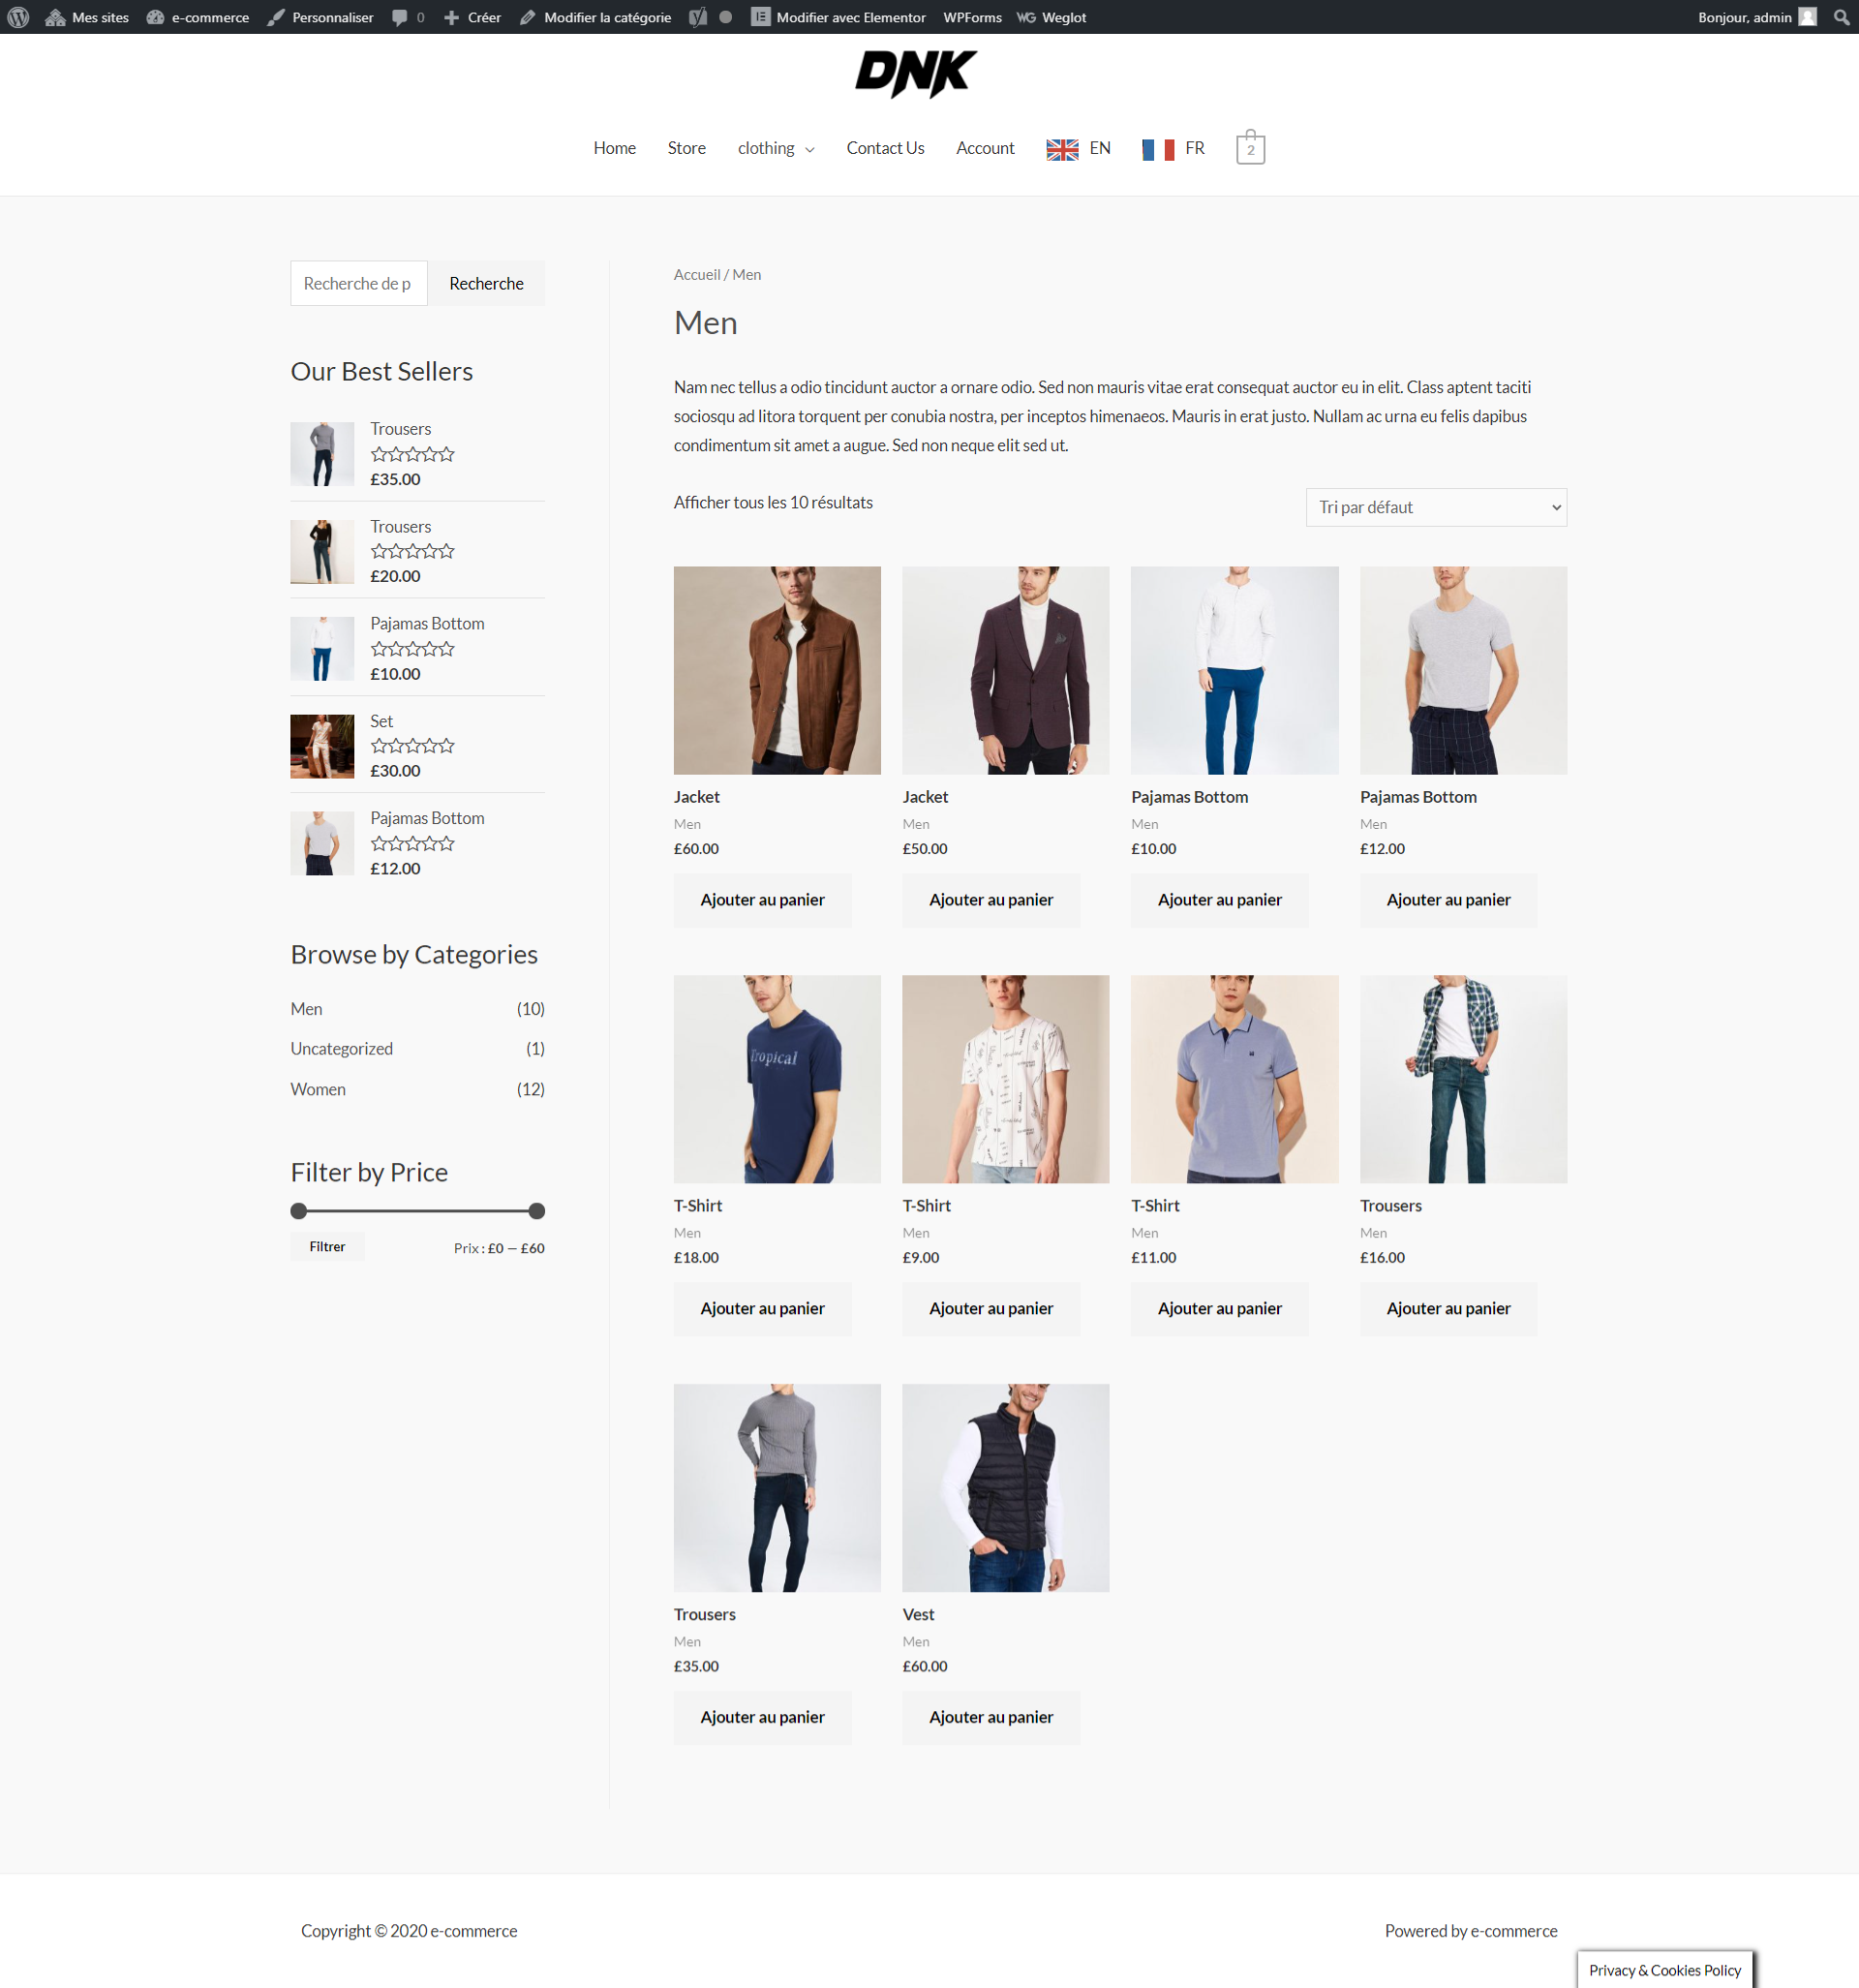 Mes sites e-commerce Personnaliser 0 Créer Modifier la catégorie Modifier avec Elementor WPForms WG Weglot Bonjour, admin
DNK
Home Store clothing Contact Us Account EN FR 2
Recherche de p Recherche
Our Best Sellers
Trousers
£35.00
Trousers
£20.00
Pajamas Bottom
£10.00
Set
£30.00
Pajamas Bottom
£12.00
Browse by Categories
Men (10)
Uncategorized (1)
Women (12)
Filter by Price
Filtrer Prix : £0 — £60
Accueil / Men
Men
Nam nec tellus a odio tincidunt auctor a ornare odio. Sed non mauris vitae erat consequat auctor eu in elit. Class aptent taciti
sociosqu ad litora torquent per conubia nostra, per inceptos himenaeos. Mauris in erat justo. Nullam ac urna eu felis dapibus
condimentum sit amet a augue. Sed non neque elit sed ut.
Afficher tous les 10 résultats Tri par défaut
Jacket Jacket Pajamas Bottom Pajamas Bottom
Men Men Men Men
£60.00 £50.00 £10.00 £12.00
Ajouter au panier Ajouter au panier Ajouter au panier Ajouter au panier
Tropical
T-Shirt T-Shirt T-Shirt Trousers
Men Men Men Men
£18.00 £9.00 £11.00 £16.00
Ajouter au panier Ajouter au panier Ajouter au panier Ajouter au panier
Trousers Vest
Men Men
£35.00 £60.00
Ajouter au panier Ajouter au panier
Copyright © 2020 e-commerce Powered by e-commerce
Privacy & Cookies Policy